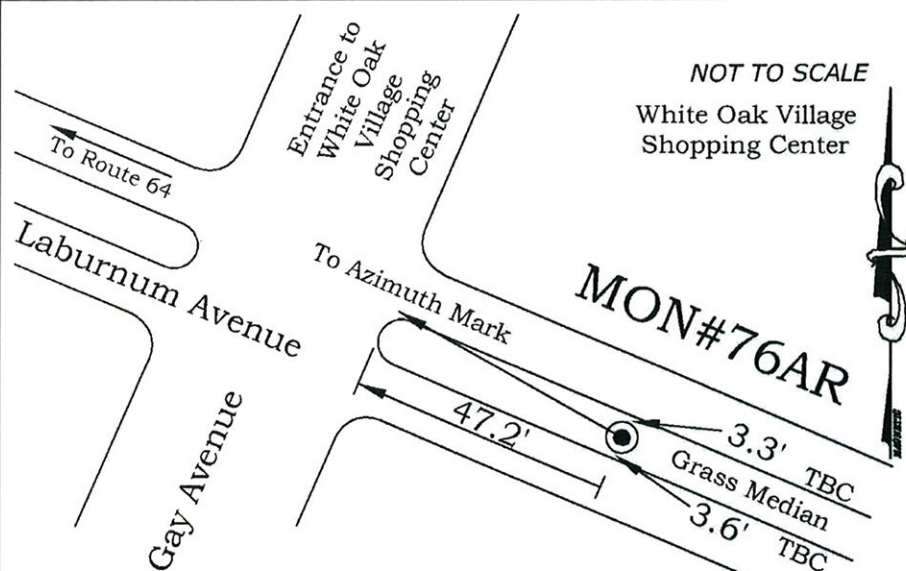 Entrance to
White Oak
Village
Shopping
Center
NOT TO SCALE
White Oak Village
Shopping Center
To Route 64
Laburnum Avenue
To Azimuth Mark
MON#76AR
47.2'
3.3' TBC
Grass Median
3.6' TBC
Gay Avenue